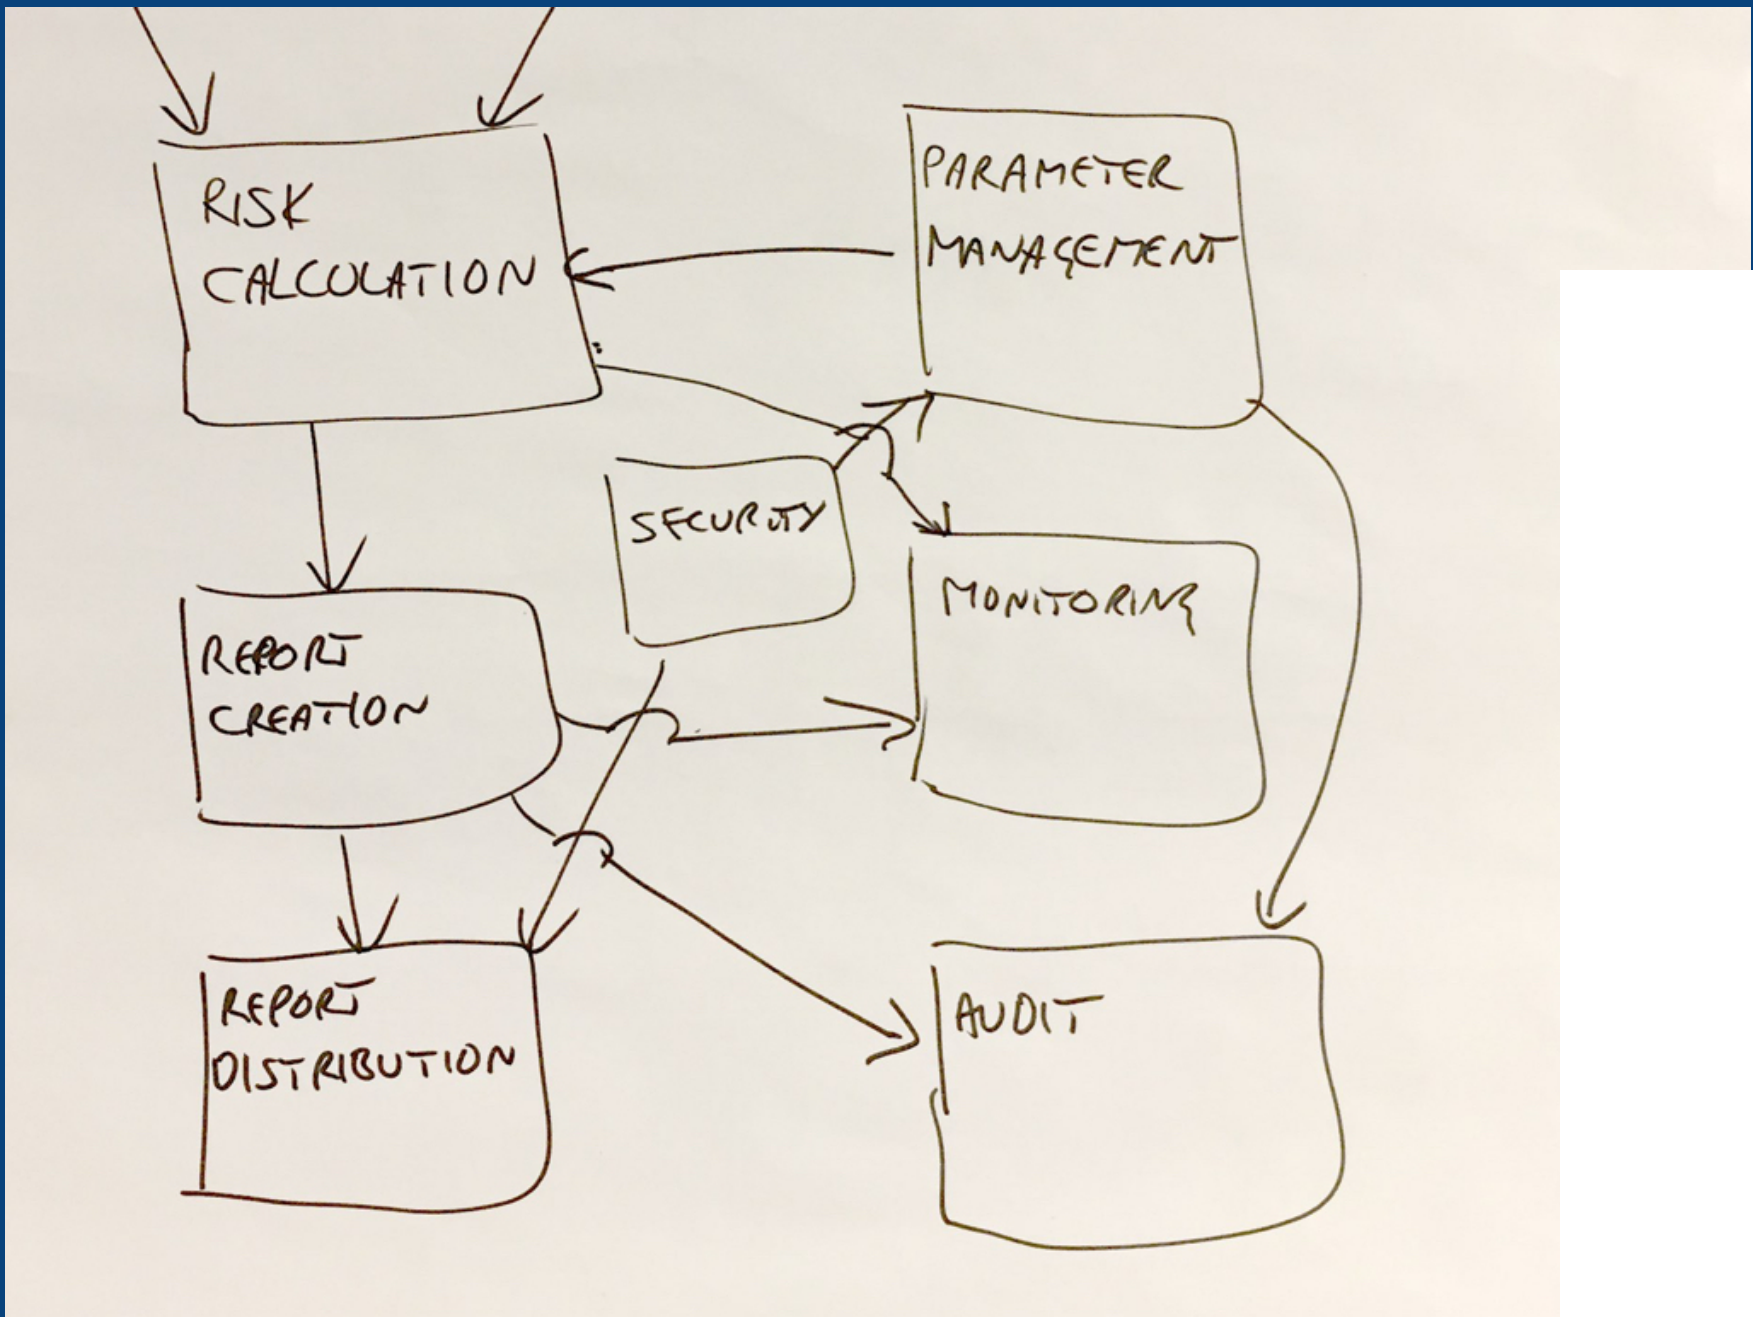 RISK
CALCULATION
PARAMETER
MANAGEMENT
SECURITY
MONITORING
REPORT
CREATION
REPORT
DISTRIBUTION
AUDIT